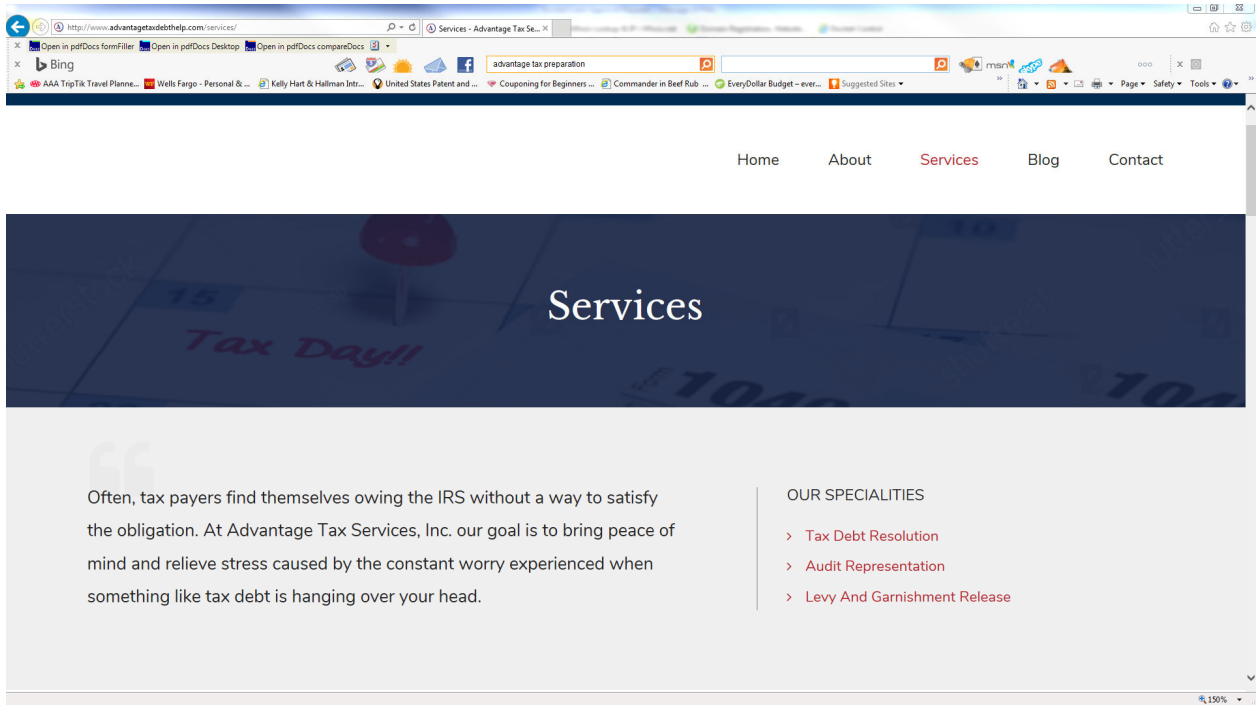 http://www.advantagetaxdebthelp.com/services/
Services - Advantage Tax Se...
Open in pdfDocs formFiller
Open in pdfDocs Desktop
Open in pdfDocs compareDocs
Bing
advantage tax preparation
msn
AAA TripTik Travel Planne...
Wells Fargo - Personal & ...
Kelly Hart & Hallman Intr...
United States Patent and ...
Couponing for Beginners ...
Commander in Beef Rub ...
EveryDollar Budget – ever...
Suggested Sites
Page
Safety
Tools
Home
About
Services
Blog
Contact
15
10
Tax Day!!
Form
1040
1040
Services
Often, tax payers find themselves owing the IRS without a way to satisfy
the obligation. At Advantage Tax Services, Inc. our goal is to bring peace of
mind and relieve stress caused by the constant worry experienced when
something like tax debt is hanging over your head.
OUR SPECIALITIES
Tax Debt Resolution
Audit Representation
Levy And Garnishment Release
150%